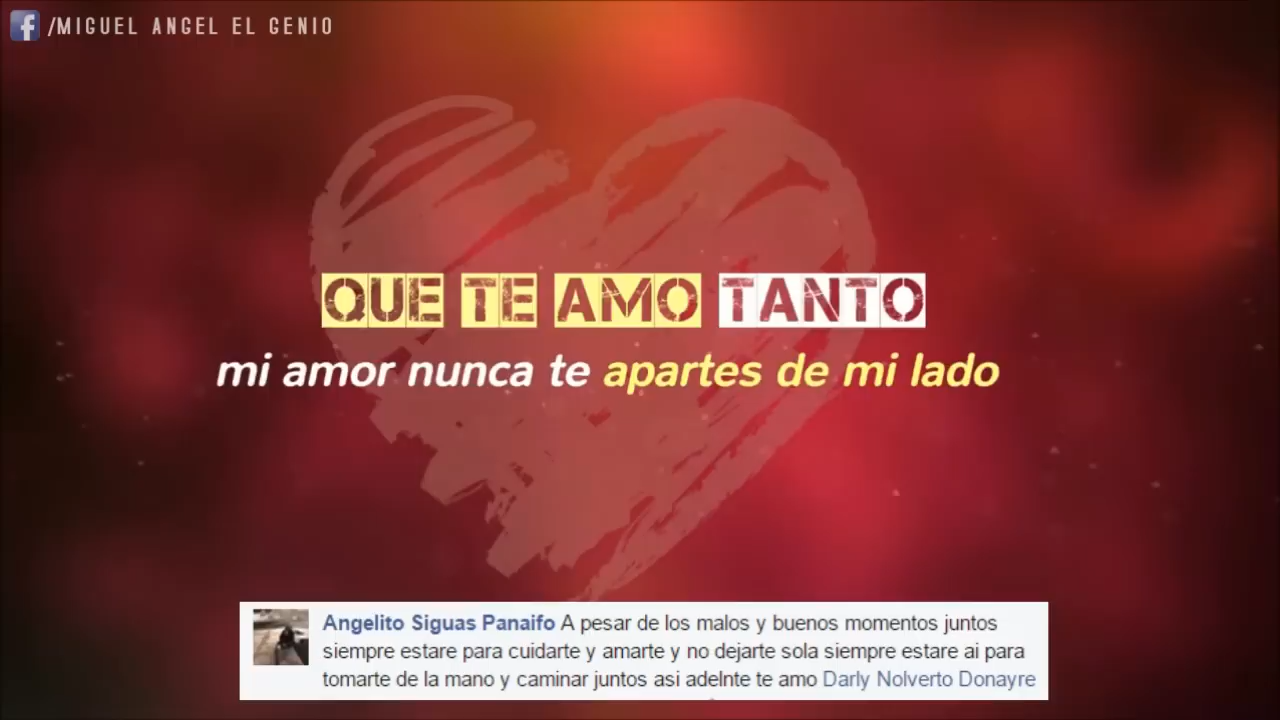 /MIGUEL ANGEL EL GENIO
QUE TE AMO TANTO
mi amor nunca te apartes de mi lado
Angelito Siguas Panaifo A pesar de los malos y buenos momentos juntos
siempre estare para cuidarte y amarte y no dejarte sola siempre estare ai para
tomarte de la mano y caminar juntos asi adelnte te amo Darly Nolverto Donayre